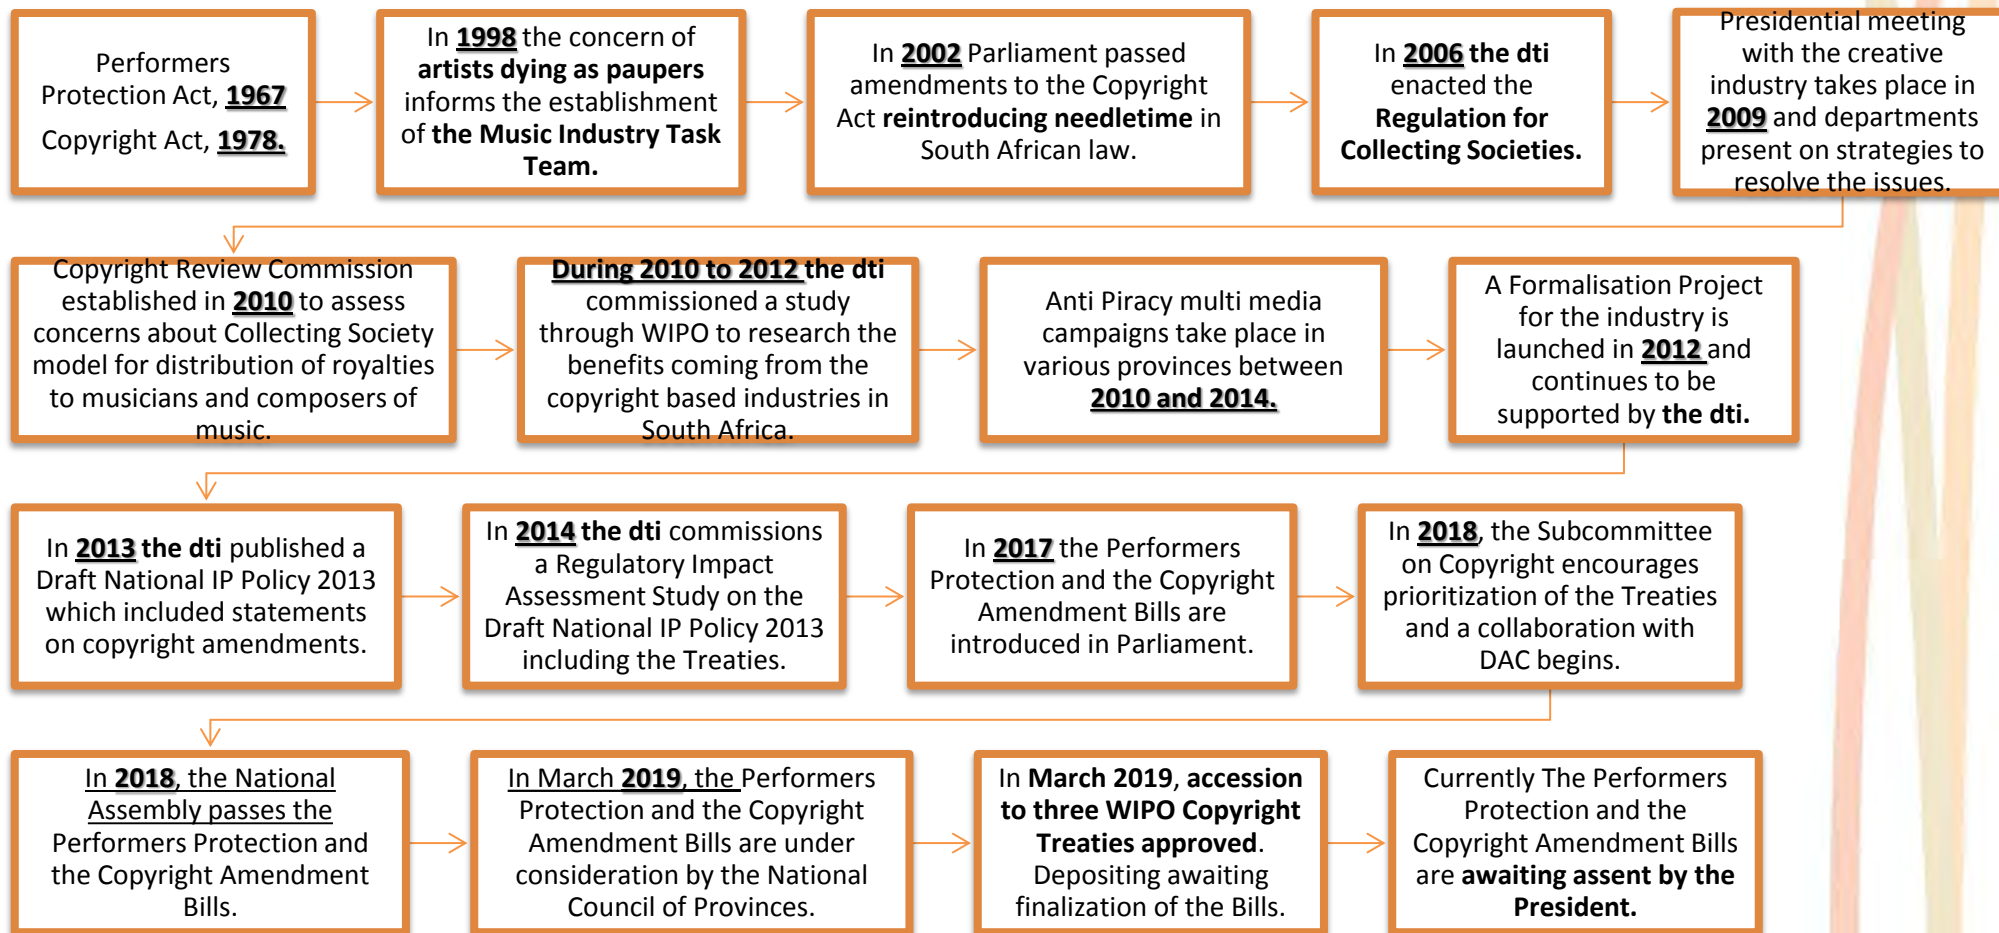 Performers
Protection Act, 1967
Copyright Act, 1978.
In 1998 the concern of
artists dying as paupers
informs the establishment
of the Music Industry Task
Team.
In 2002 Parliament passed
amendments to the Copyright
Act reintroducing needletime in
South African law.
In 2006 the dti
enacted the
Regulation for
Collecting Societies.
Presidential meeting
with the creative
industry takes place in
2009 and departments
present on strategies to
resolve the issues.
Copyright Review Commission
established in 2010 to assess
concerns about Collecting Society
model for distribution of royalties
to musicians and composers of
music.
During 2010 to 2012 the dti
commissioned a study
through WIPO to research the
benefits coming from the
copyright based industries in
South Africa.
Anti Piracy multi media
campaigns take place in
various provinces between
2010 and 2014.
A Formalisation Project
for the industry is
launched in 2012 and
continues to be
supported by the dti.
In 2013 the dti published a
Draft National IP Policy 2013
which included statements
on copyright amendments.
In 2014 the dti commissions
a Regulatory Impact
Assessment Study on the
Draft National IP Policy 2013
including the Treaties.
In 2017 the Performers
Protection and the Copyright
Amendment Bills are
introduced in Parliament.
In 2018, the Subcommittee
on Copyright encourages
prioritization of the Treaties
and a collaboration with
DAC begins.
In 2018, the National
Assembly passes the
Performers Protection and
the Copyright Amendment
Bills.
In March 2019, the Performers
Protection and the Copyright
Amendment Bills are under
consideration by the National
Council of Provinces.
In March 2019, accession
to three WIPO Copyright
Treaties approved.
Depositing awaiting
finalization of the Bills.
Currently The Performers
Protection and the
Copyright Amendment Bills
are awaiting assent by the
President.